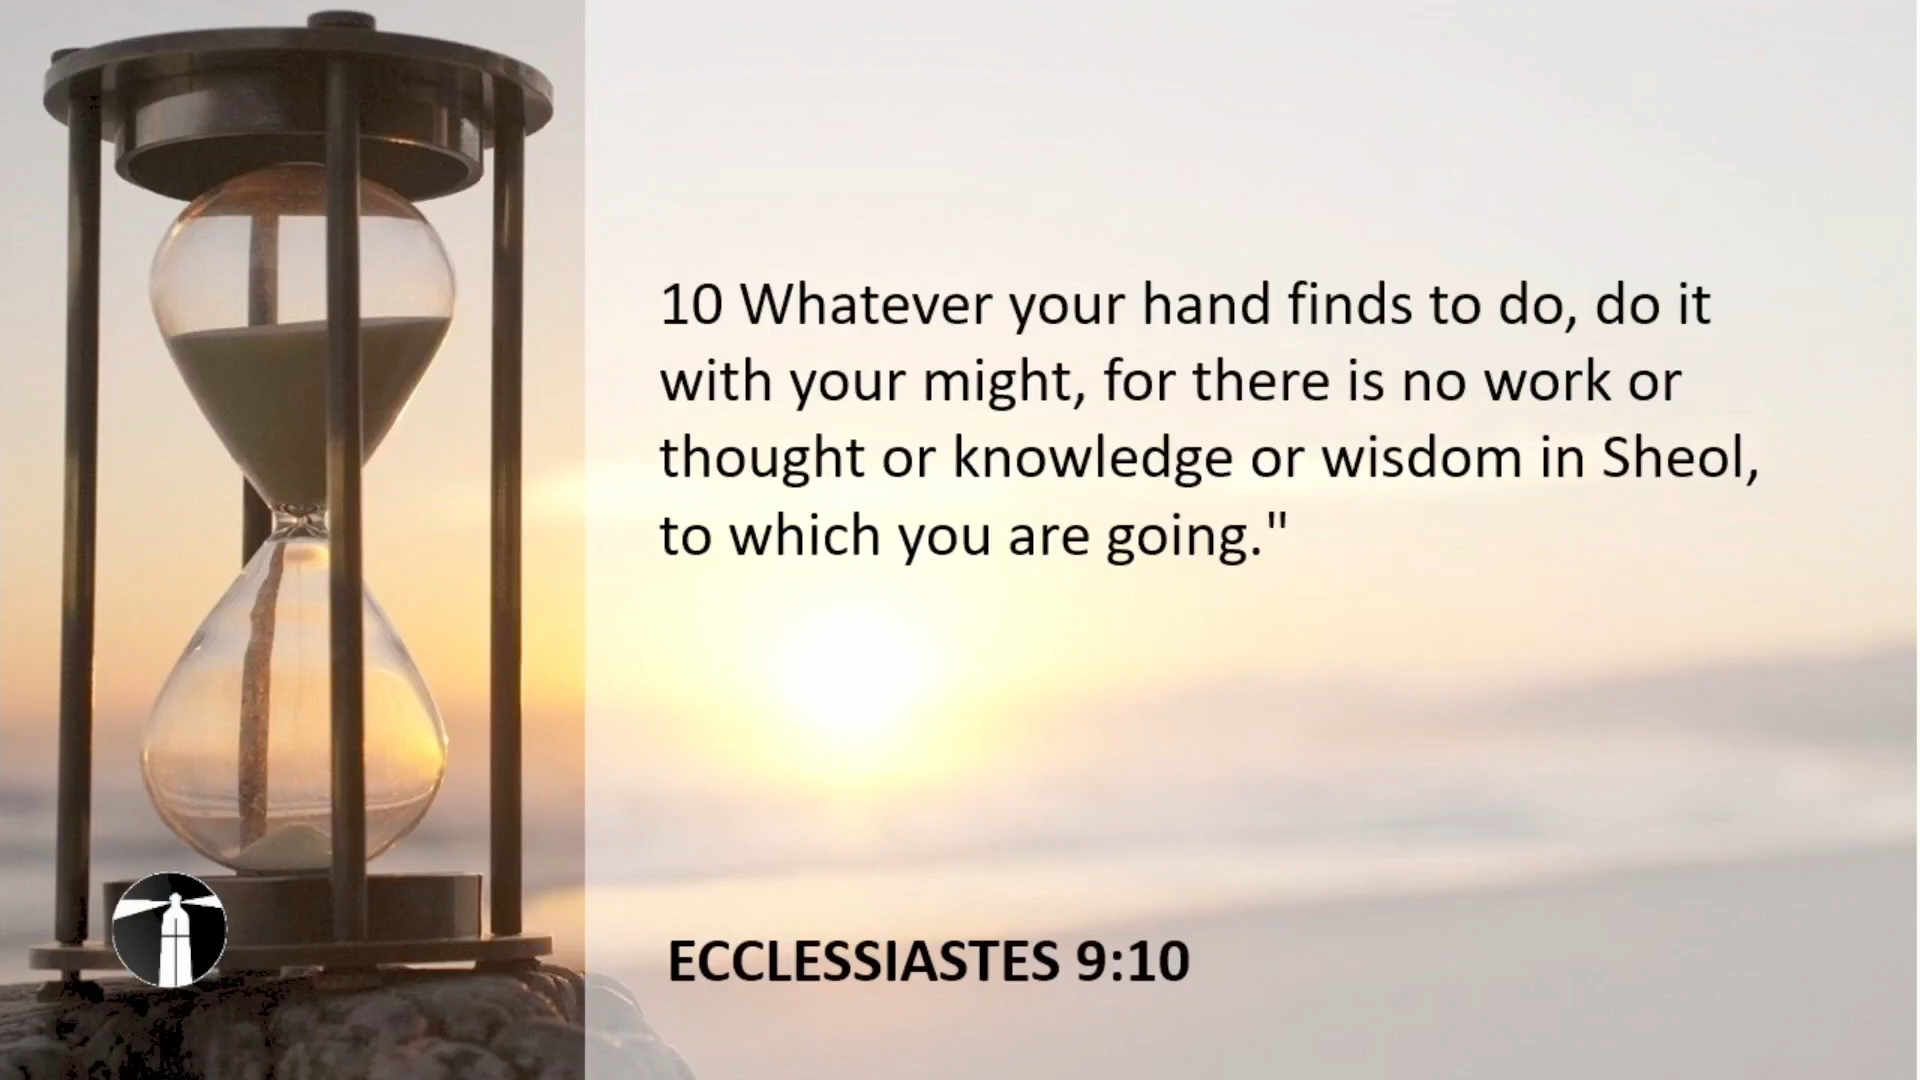 10 Whatever your hand finds to do, do it
with your might, for there is no work or
thought or knowledge or wisdom in Sheol,
to which you are going."
ECCLESSIASTES 9:10